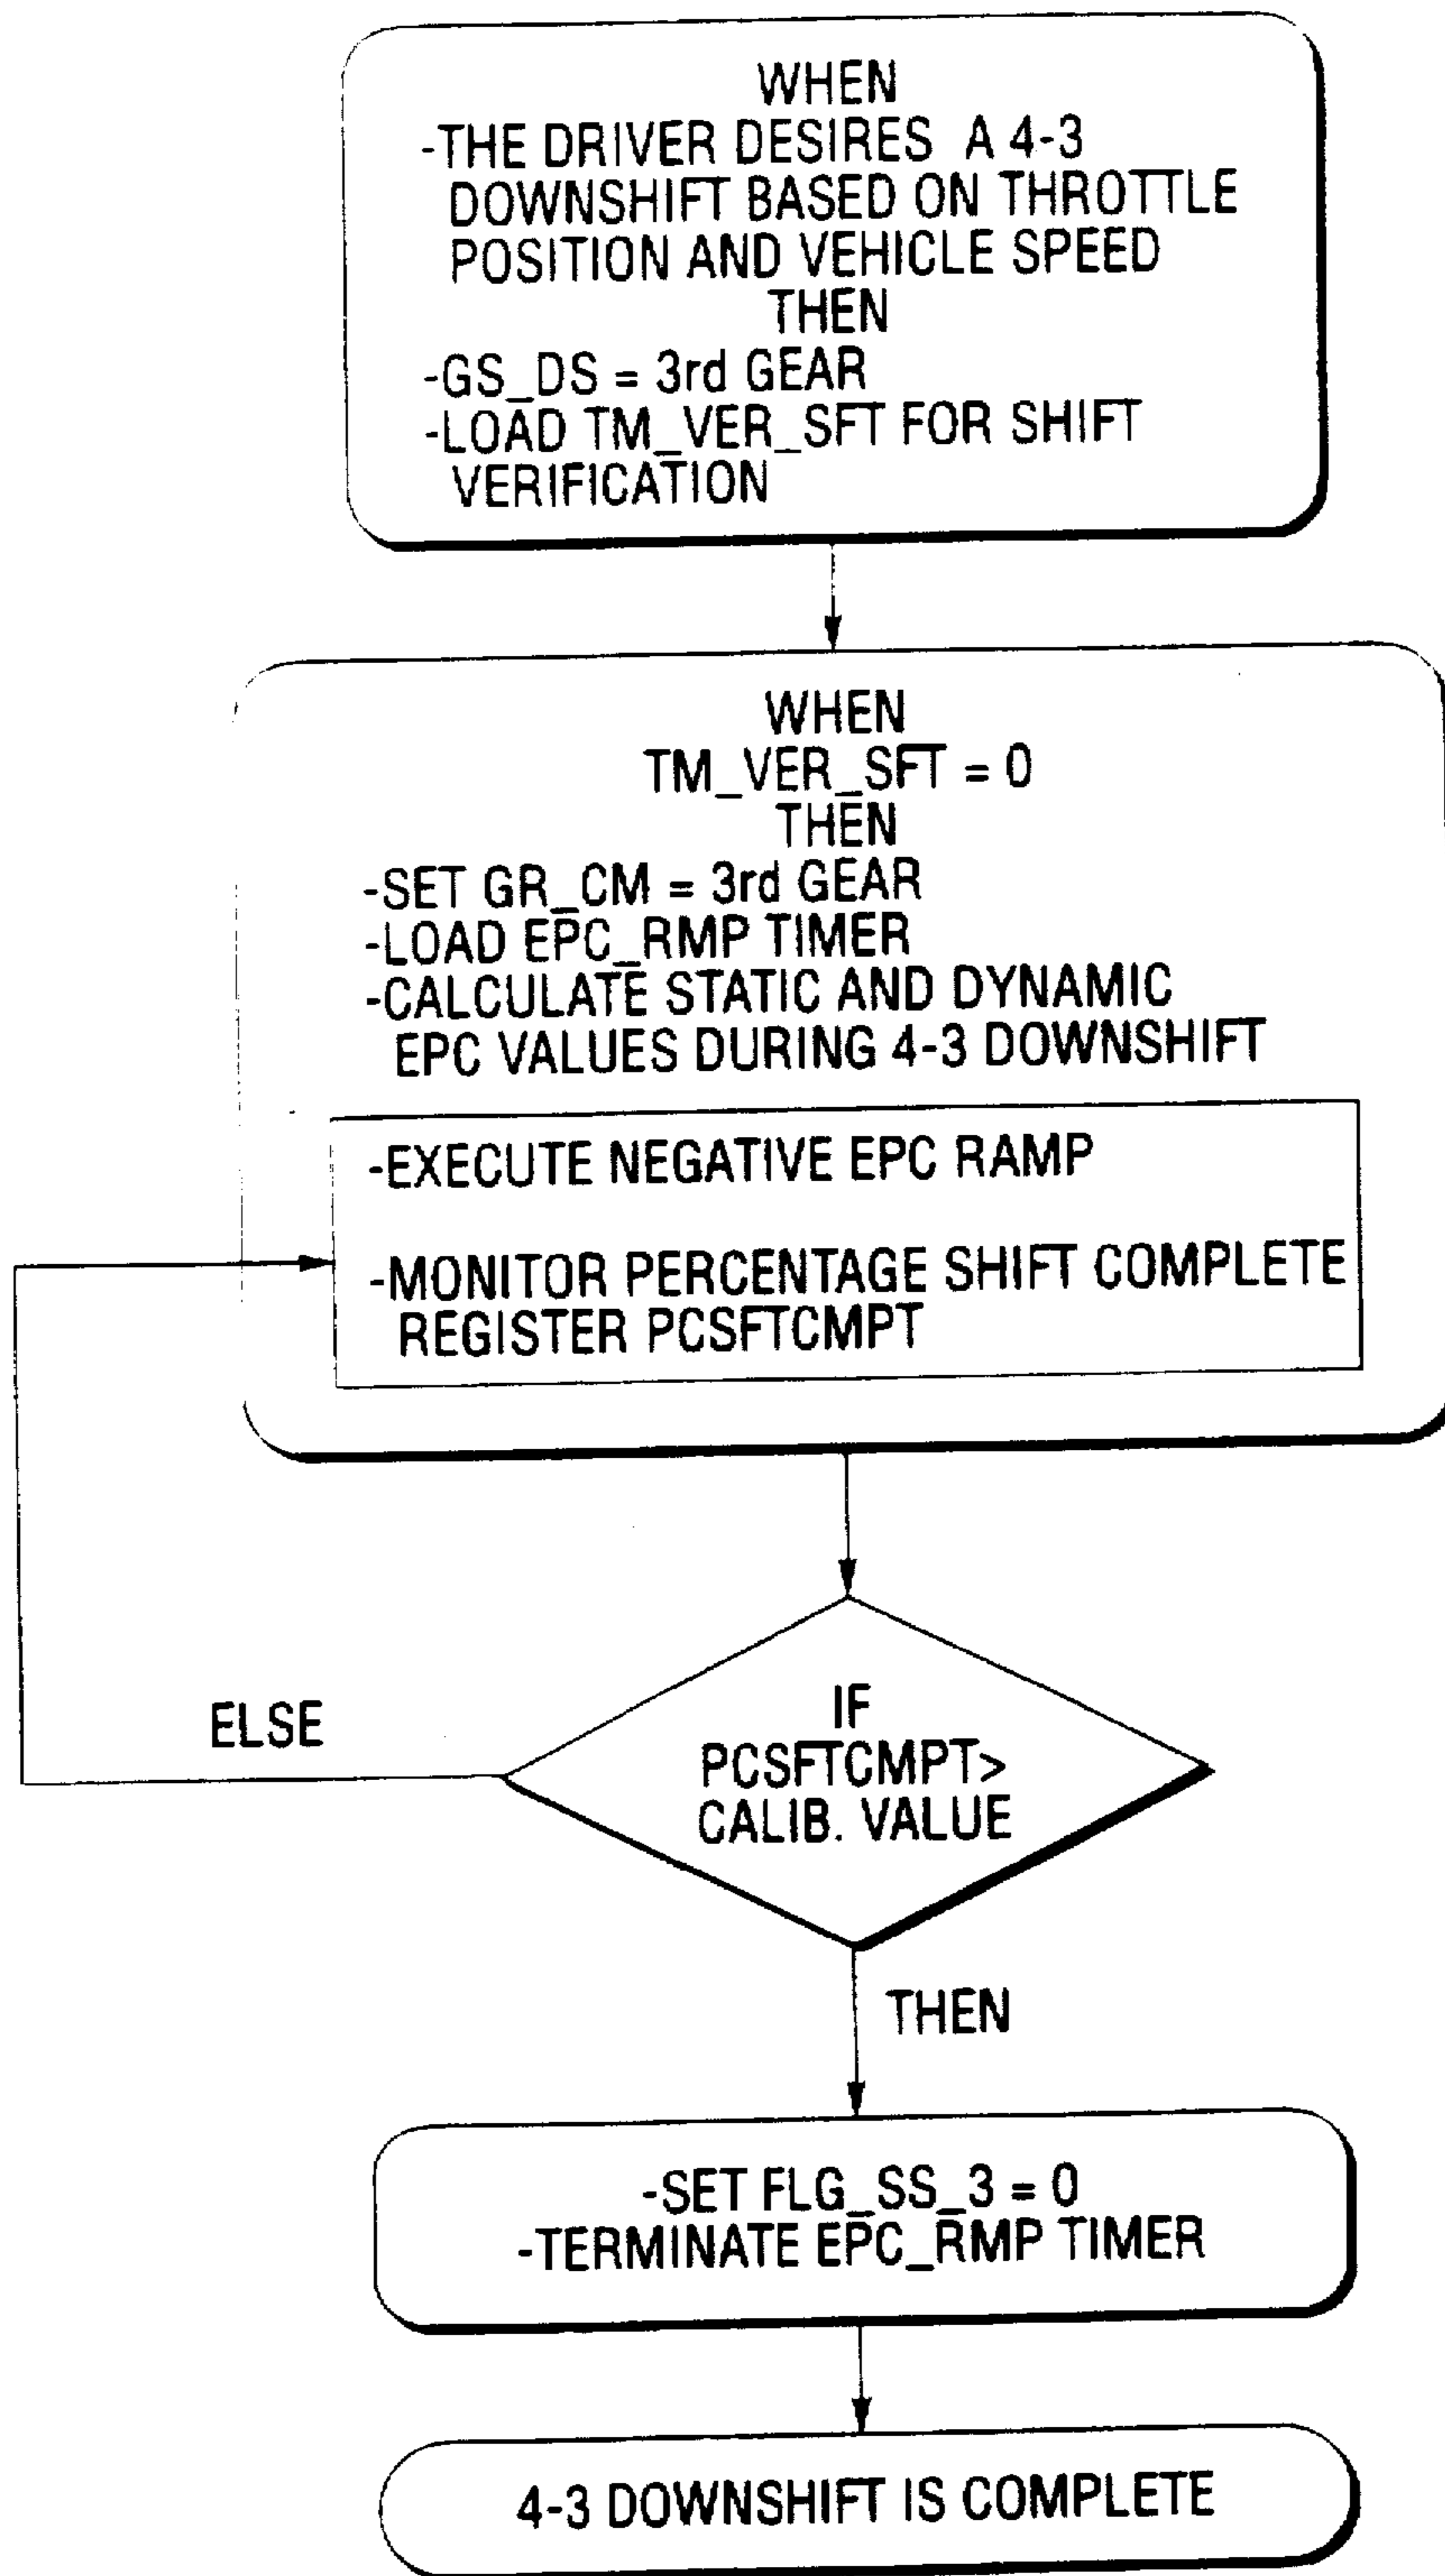 WHEN
-THE DRIVER DESIRES A 4-3
DOWNSHIFT BASED ON THROTTLE
POSITION AND VEHICLE SPEED
THEN
-GS_DS = 3rd GEAR
-LOAD TM_VER_SFT FOR SHIFT
VERIFICATION
WHEN
TM_VER_SFT = 0
THEN
-SET GR_CM = 3rd GEAR
-LOAD EPC_RMP TIMER
-CALCULATE STATIC AND DYNAMIC
EPC VALUES DURING 4-3 DOWNSHIFT
-EXECUTE NEGATIVE EPC RAMP
-MONITOR PERCENTAGE SHIFT COMPLETE
REGISTER PCSFTCMPT
ELSE
IF
PCSFTCMPT>
CALIB. VALUE
THEN
-SET FLG_SS_3 = 0
-TERMINATE EPC_RMP TIMER
4-3 DOWNSHIFT IS COMPLETE